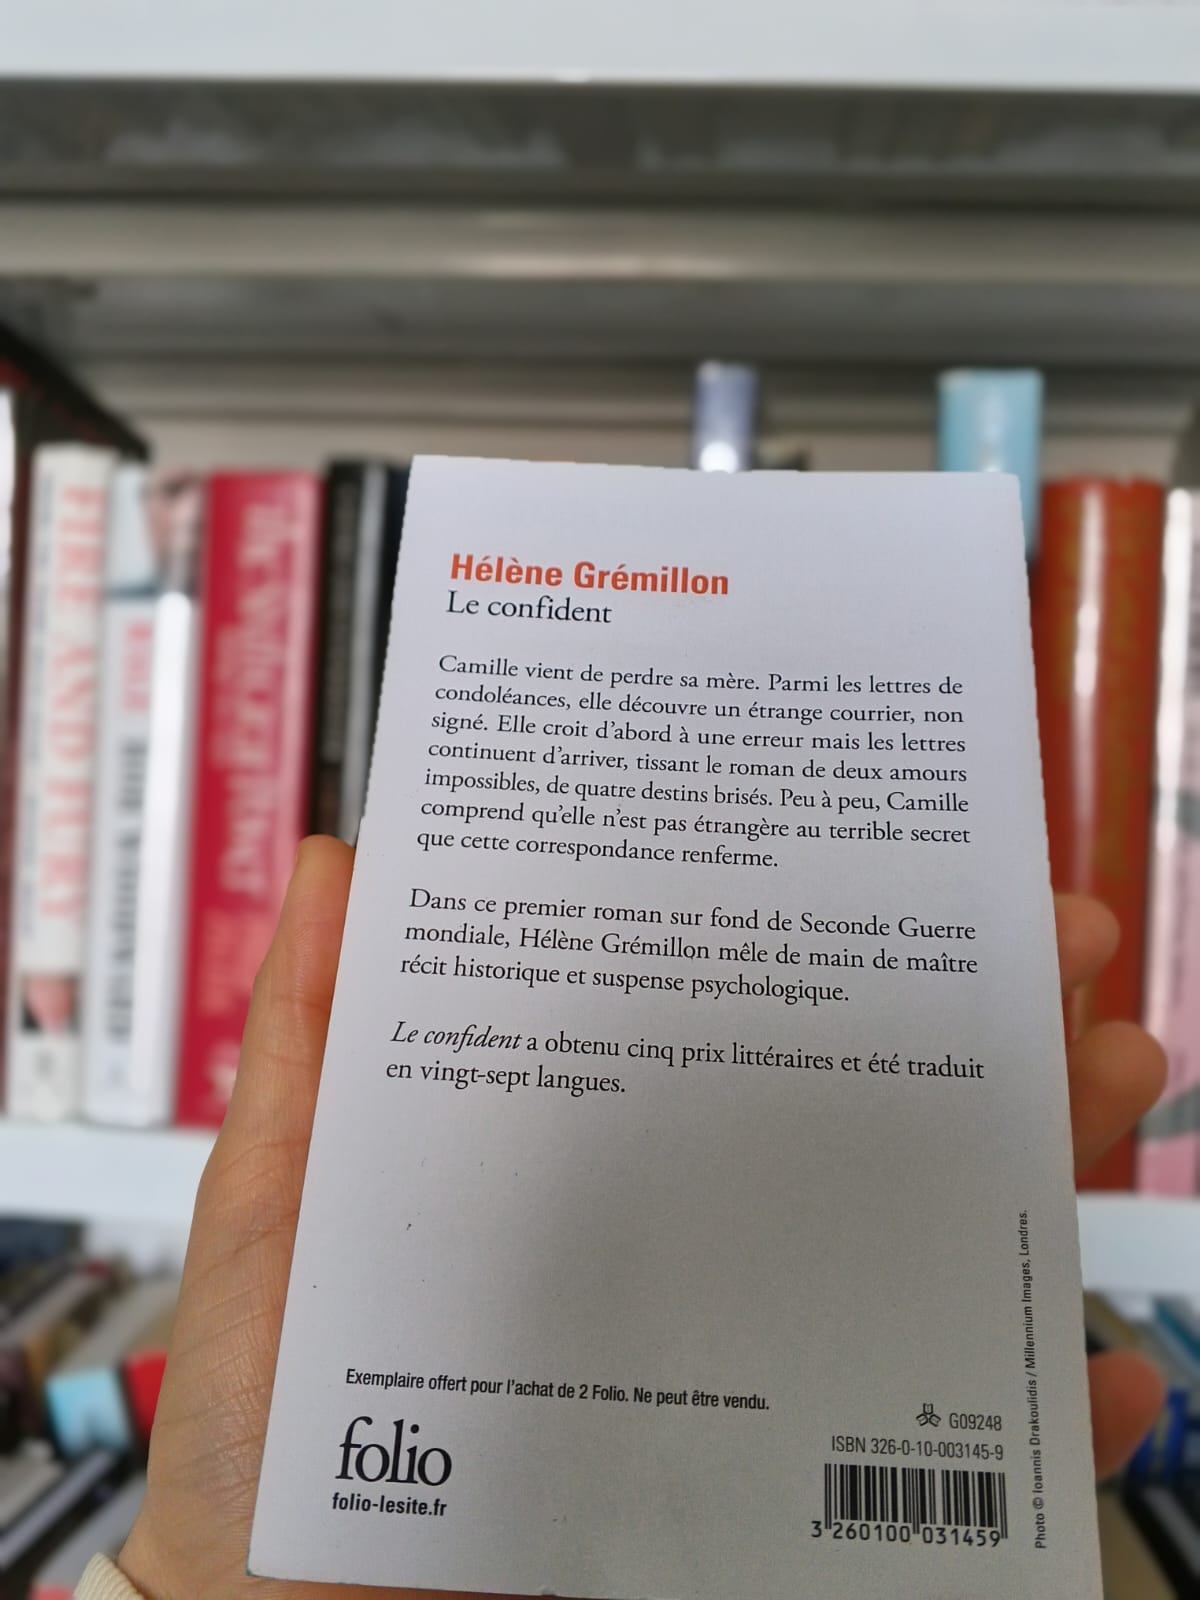 Hélène Grémillon
Le confident
Camille vient de perdre sa mère. Parmi les lettres de
condoléances, elle découvre un étrange courrier, non
signé. Elle croit d'abord à une erreur mais les lettres
continuent d'arriver, tissant le roman de deux amours
impossibles, de quatre destins brisés. Peu à peu, Camille
comprend qu'elle n'est pas étrangère au terrible secret
que cette correspondance renferme.
Dans ce premier roman sur fond de Seconde Guerre
mondiale, Hélène Grémillon mêle de main de maître
récit historique et suspense psychologique.
Le confident a obtenu cinq prix littéraires et été traduit
en vingt-sept langues.
Exemplaire offert pour l'achat de 2 Folio. Ne peut être vendu.
folio
folio-lesite.fr
G09248
ISBN 326-0-10-003145-9
3 260100 031459
Photo © Ioannis Drakoulidis / Millennium Images, Londres.
FIRE AND FURY